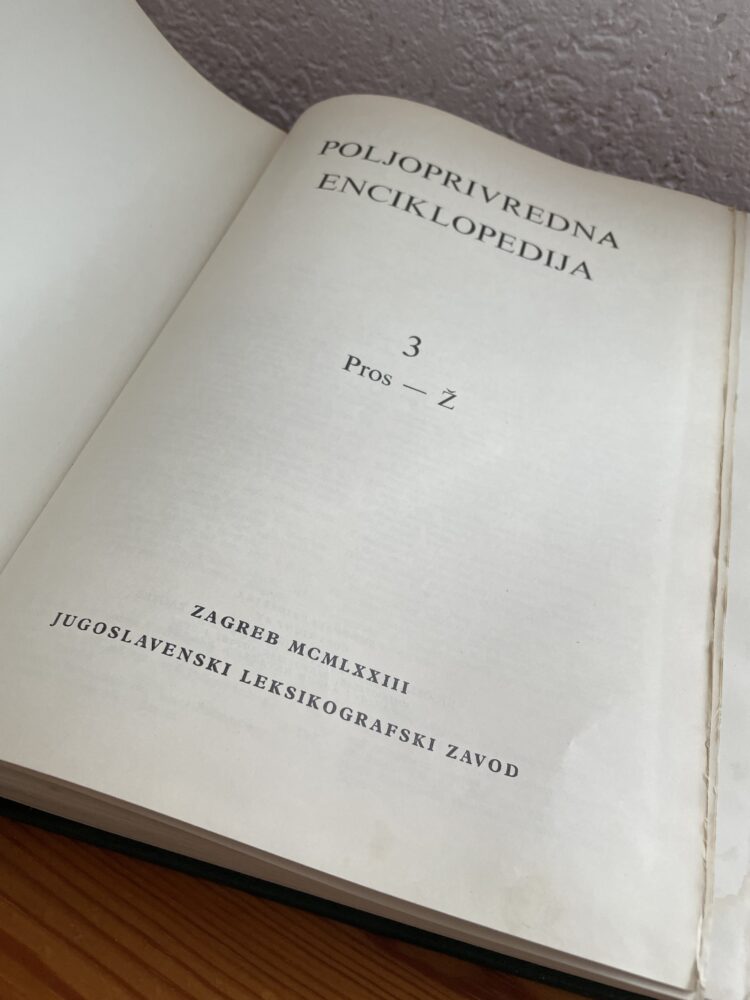 POLJOPRIVREDNA
ENCIKLOPEDIJA
3
Pros — Ž
ZAGREB MCMLXXIII
JUGOSLAVENSKI LEKSIKOGRAFSKI ZAVOD